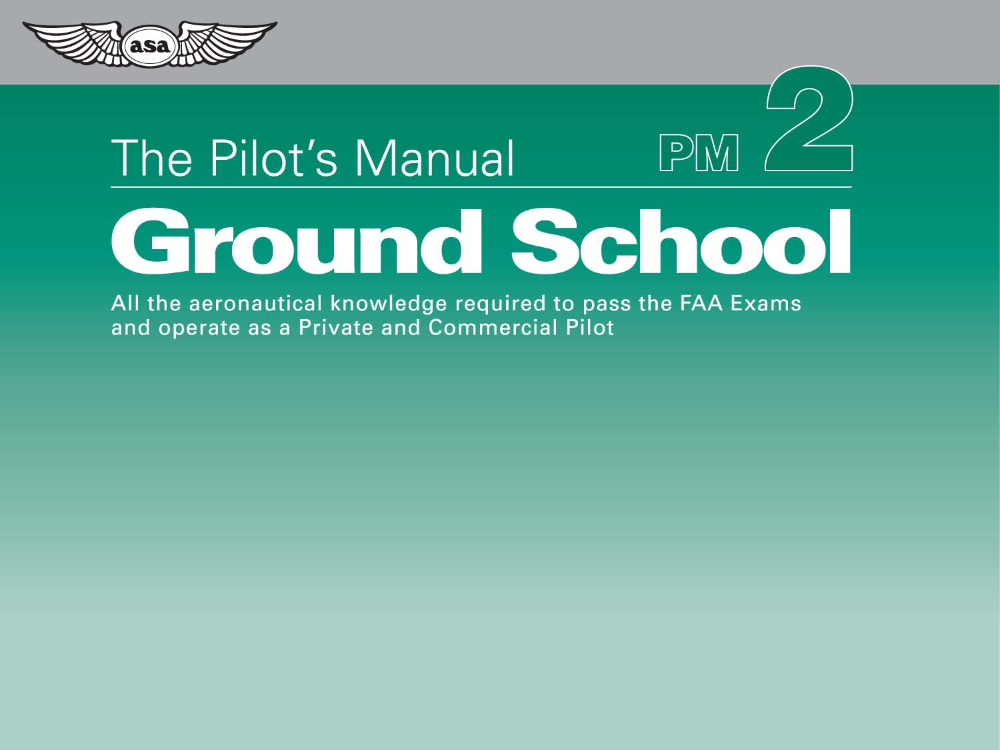 asa
The Pilot’s Manual PM 2
Ground School
All the aeronautical knowledge required to pass the FAA Exams
and operate as a Private and Commercial Pilot